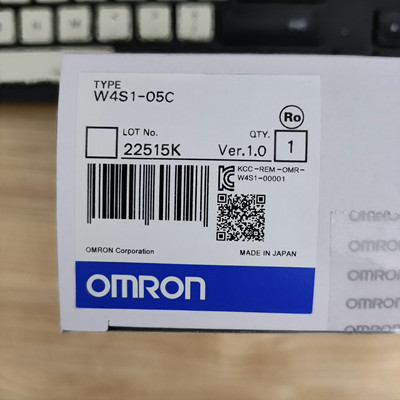 TYPE
W4S1-05C
Ro
LOT No.
QTY.
22515K
Ver.1.0
1
KCC-REM-OMR-
W4S1-00001
OMRON Corporation
MADE IN JAPAN
OMRON
OMRON
OMRON
OMRON
OMRON
OMRON